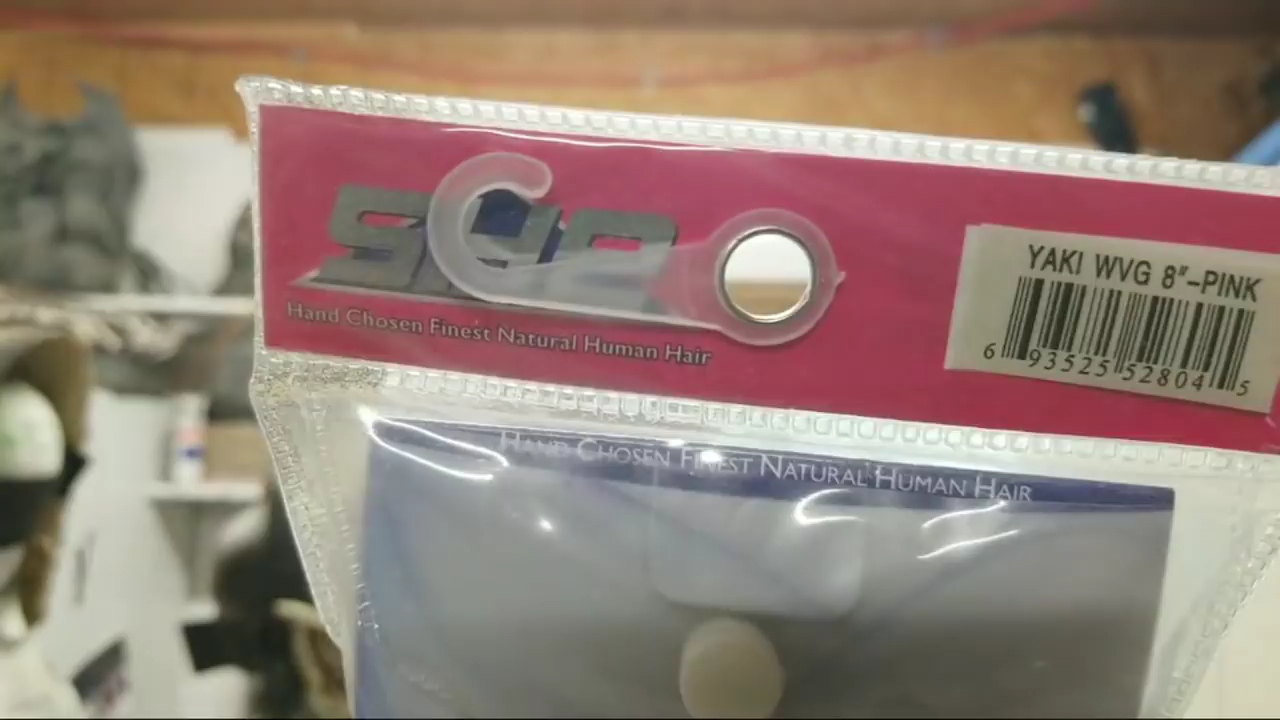 Hand Chosen Finest Natural Human Hair
YAKI WVG 8"-PINK
6 93525 52804 5
HAND CHOSEN FINEST NATURAL HUMAN HAIR